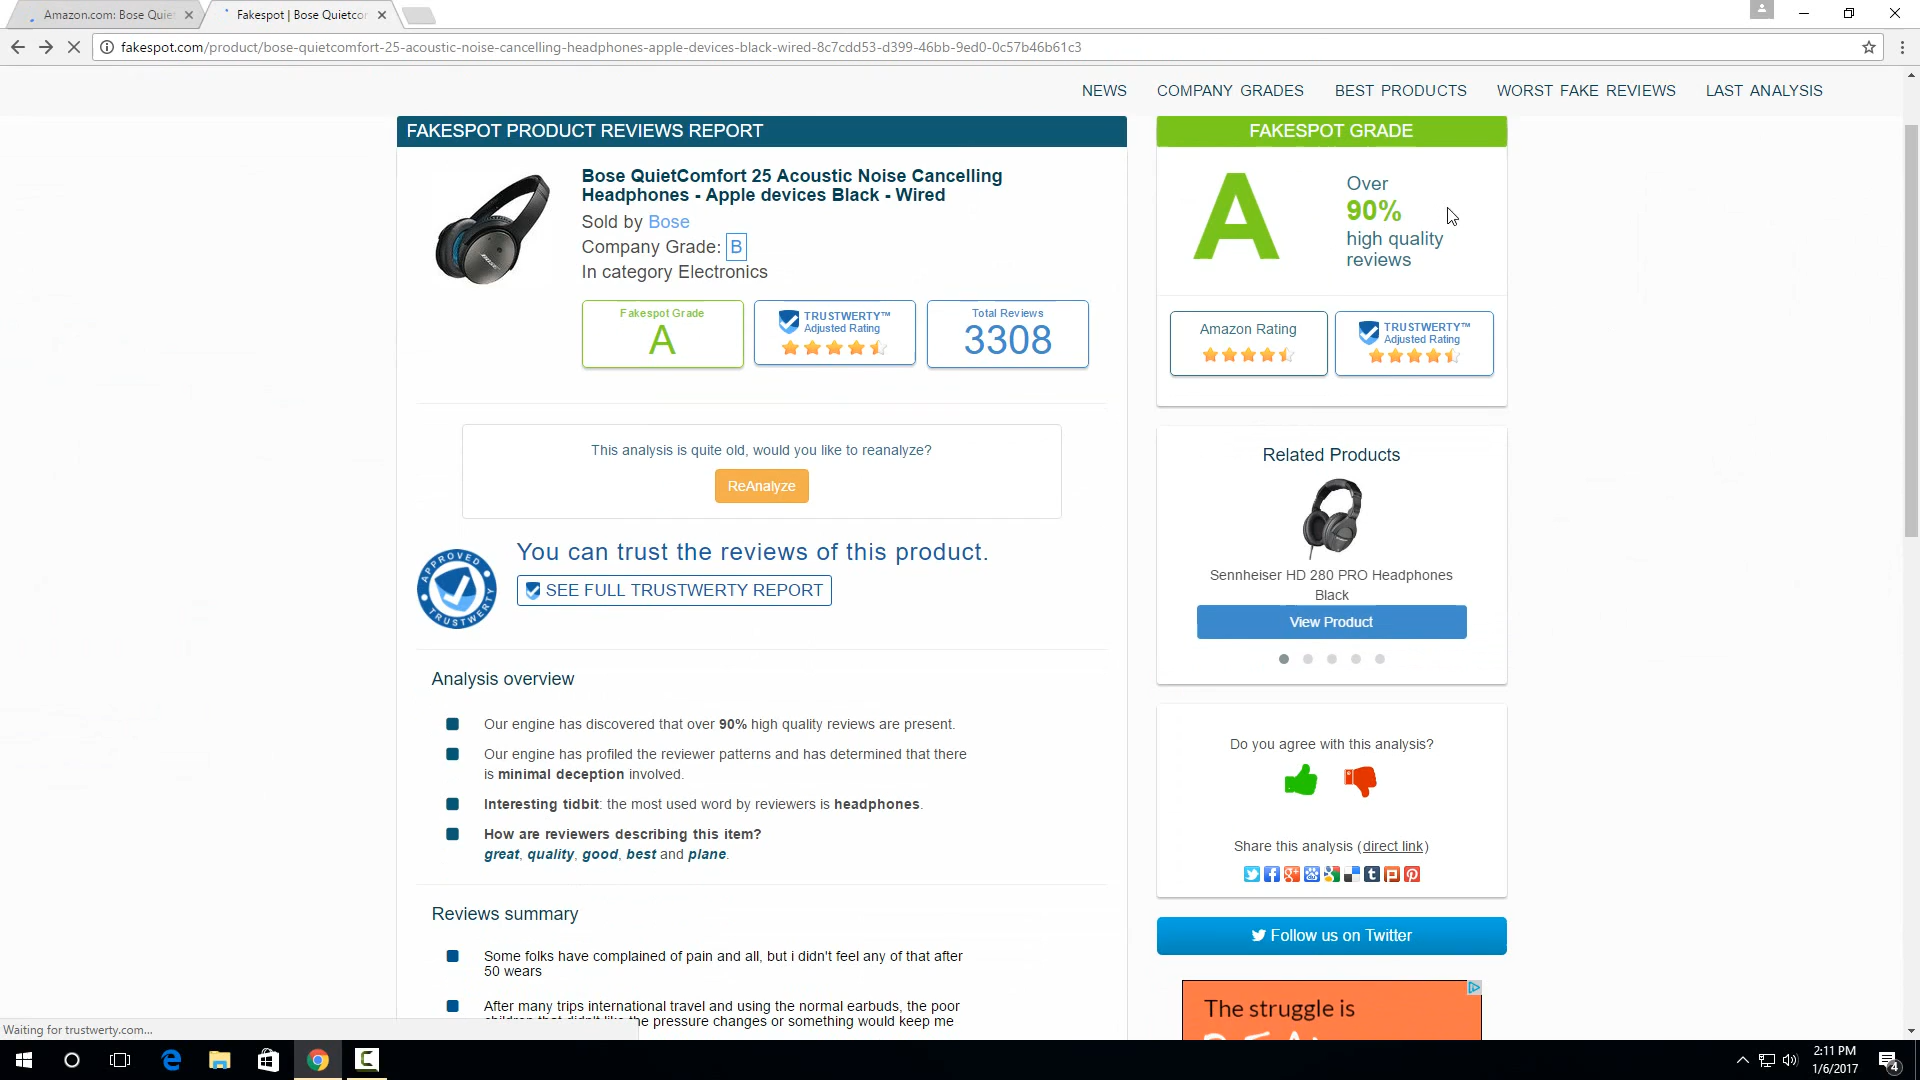 Amazon.com: Bose Quiet
Fakespot | Bose Quietcor
fakespot.com/product/bose-quietcomfort-25-acoustic-noise-cancelling-headphones-apple-devices-black-wired-8c7cdd53-d399-46bb-9ed0-0c57b46b61c3
NEWS COMPANY GRADES BEST PRODUCTS WORST FAKE REVIEWS LAST ANALYSIS
FAKESPOT PRODUCT REVIEWS REPORT
Bose QuietComfort 25 Acoustic Noise Cancelling
Headphones - Apple devices Black - Wired
Sold by Bose
Company Grade: B
In category Electronics
Fakespot Grade
A
TRUSTWERTY™
Adjusted Rating
Total Reviews
3308
This analysis is quite old, would you like to reanalyze?
ReAnalyze
APPROVED
TRUSTWERTY
You can trust the reviews of this product.
SEE FULL TRUSTWERTY REPORT
Analysis overview
Our engine has discovered that over 90% high quality reviews are present.
Our engine has profiled the reviewer patterns and has determined that there
is minimal deception involved.
Interesting tidbit: the most used word by reviewers is headphones.
How are reviewers describing this item?
great, quality, good, best and plane.
Reviews summary
Some folks have complained of pain and all, but i didn't feel any of that after
50 wears
After many trips international travel and using the normal earbuds, the poor
children that didn't like the pressure changes or something would keep me
FAKESPOT GRADE
A
Over
90%
high quality
reviews
Amazon Rating
TRUSTWERTY™
Adjusted Rating
Related Products
Sennheiser HD 280 PRO Headphones
Black
View Product
Do you agree with this analysis?
Share this analysis (direct link)
Follow us on Twitter
The struggle is
Waiting for trustwerty.com...
2:11 PM
1/6/2017
4